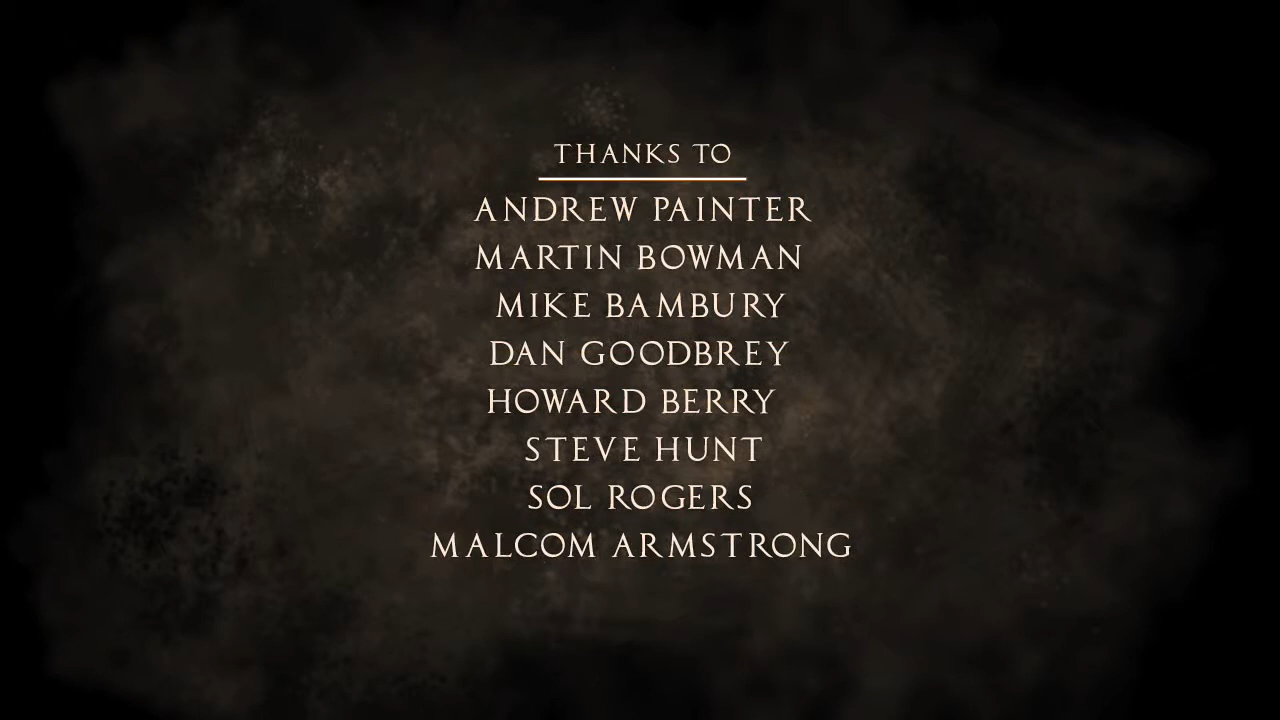 THANKS TO
ANDREW PAINTER
MARTIN BOWMAN
MIKE BAMBURY
DAN GOODBREY
HOWARD BERRY
STEVE HUNT
SOL ROGERS
MALCOM ARMSTRONG